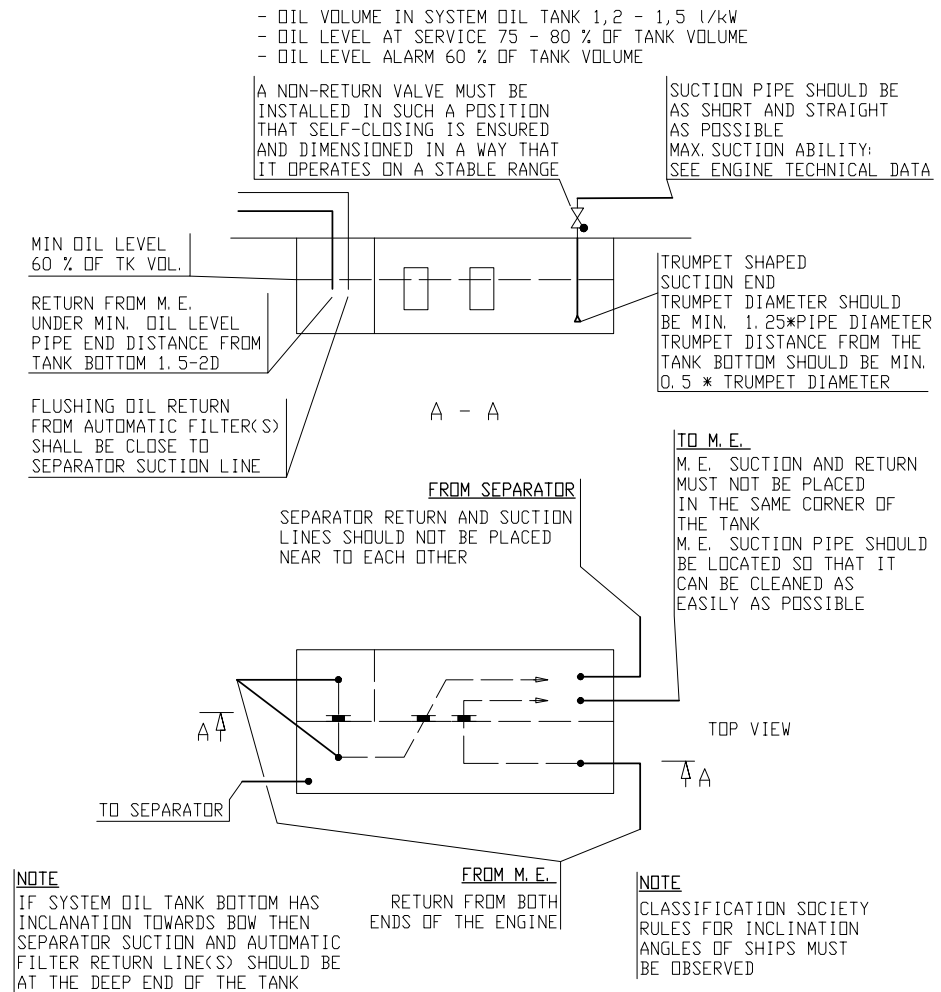 - OIL VOLUME IN SYSTEM OIL TANK 1,2 - 1,5 l/kW
- OIL LEVEL AT SERVICE 75 - 80 % OF TANK VOLUME
- OIL LEVEL ALARM 60 % OF TANK VOLUME
A NON-RETURN VALVE MUST BE
INSTALLED IN SUCH A POSITION
THAT SELF-CLOSING IS ENSURED
AND DIMENSIONED IN A WAY THAT
IT OPERATES ON A STABLE RANGE
SUCTION PIPE SHOULD BE
AS SHORT AND STRAIGHT
AS POSSIBLE
MAX. SUCTION ABILITY:
SEE ENGINE TECHNICAL DATA
MIN OIL LEVEL
60 % OF TK VOL.
RETURN FROM M.E.
UNDER MIN. OIL LEVEL
PIPE END DISTANCE FROM
TANK BOTTOM 1.5-2D
FLUSHING OIL RETURN
FROM AUTOMATIC FILTER(S)
SHALL BE CLOSE TO
SEPARATOR SUCTION LINE
TRUMPET SHAPED
SUCTION END
TRUMPET DIAMETER SHOULD
BE MIN. 1.25*PIPE DIAMETER
TRUMPET DISTANCE FROM THE
TANK BOTTOM SHOULD BE MIN.
0.5 * TRUMPET DIAMETER
A - A
FROM SEPARATOR
SEPARATOR RETURN AND SUCTION
LINES SHOULD NOT BE PLACED
NEAR TO EACH OTHER
TO M.E.
M.E. SUCTION AND RETURN
MUST NOT BE PLACED
IN THE SAME CORNER OF
THE TANK
M.E. SUCTION PIPE SHOULD
BE LOCATED SO THAT IT
CAN BE CLEANED AS
EASILY AS POSSIBLE
A
TOP VIEW
A
TO SEPARATOR
FROM M.E.
RETURN FROM BOTH
ENDS OF THE ENGINE
NOTE
IF SYSTEM OIL TANK BOTTOM HAS
INCLANATION TOWARDS BOW THEN
SEPARATOR SUCTION AND AUTOMATIC
FILTER RETURN LINE(S) SHOULD BE
AT THE DEEP END OF THE TANK
NOTE
CLASSIFICATION SOCIETY
RULES FOR INCLINATION
ANGLES OF SHIPS MUST
BE OBSERVED